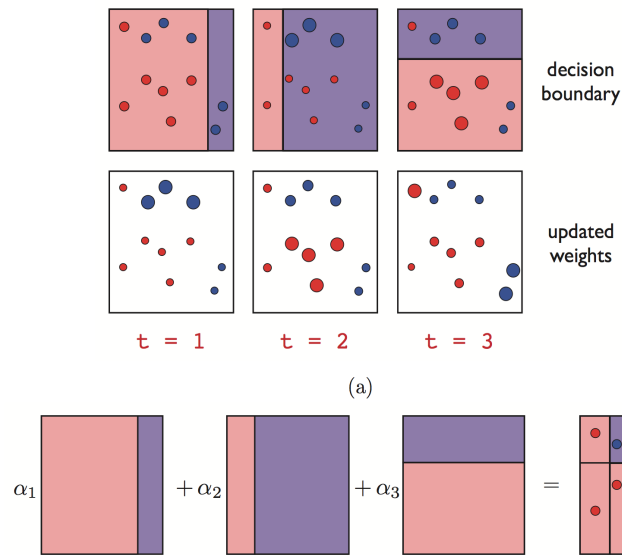 decision
boundary
updated
weights
t = 1 t = 2 t = 3
(a)
α₁ + α₂ + α₃ =